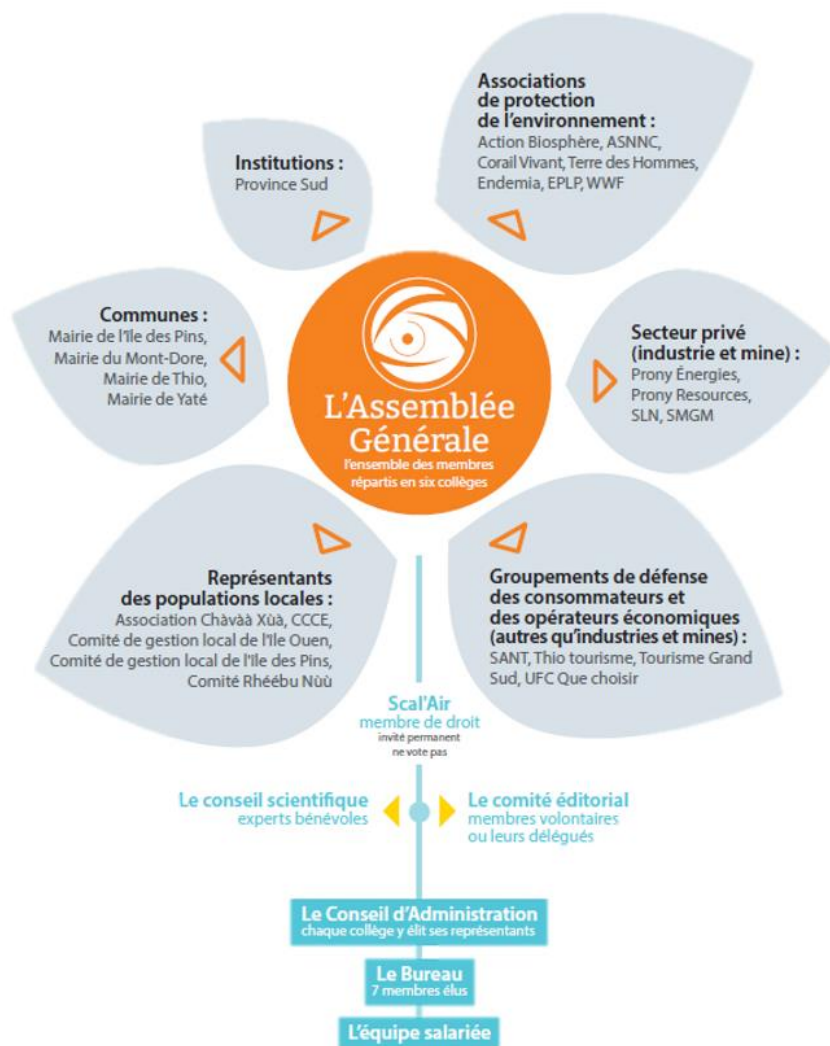 Associations
de protection
de l'environnement :
Action Biosphère, ASNNC,
Corail Vivant, Terre des Hommes,
Endemia, EPLP, WWF
Institutions :
Province Sud
Communes :
Mairie de l'île des Pins,
Mairie du Mont-Dore,
Mairie de Thio,
Mairie de Yaté
Secteur privé
(industrie et mine) :
Prony Énergies,
Prony Resources,
SLN, SMGM
L'Assemblée
Générale
l'ensemble des membres
répartis en six collèges
Représentants
des populations locales :
Association Chàvàà Xùà, CCCE,
Comité de gestion local de l'Ile Ouen,
Comité de gestion local de l'Ile des Pins,
Comité Rhéébu Nùù
Groupements de défense
des consommateurs et
des opérateurs économiques
(autres qu'industries et mines) :
SANT, Thio tourisme, Tourisme Grand
Sud, UFC Que choisir
Scal'Air
membre de droit
invité permanent
ne vote pas
Le conseil scientifique
experts bénévoles
Le comité éditorial
membres volontaires
ou leurs délégués
Le Conseil d'Administration
chaque collège y élit ses représentants
Le Bureau
7 membres élus
L'équipe salariée